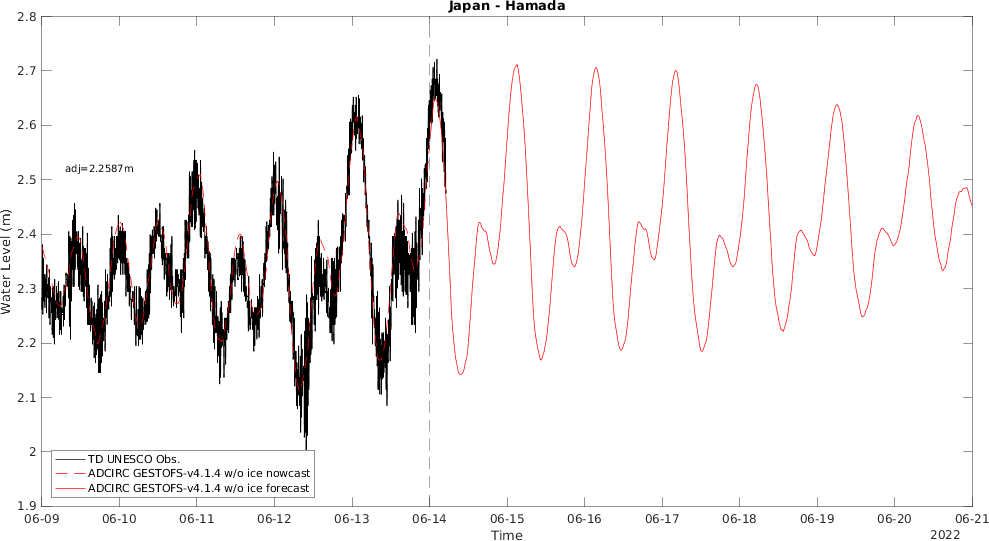 Japan - Hamada
2.8
2.7
2.6
2.5
2.4
2.3
2.2
2.1
2
1.9
Water Level (m)
adj=2.2587m
TD UNESCO Obs.
ADCIRC GESTOFS-v4.1.4 w/o ice nowcast
ADCIRC GESTOFS-v4.1.4 w/o ice forecast
06-09 06-10 06-11 06-12 06-13 06-14 06-15 06-16 06-17 06-18 06-19 06-20 06-21
Time
2022